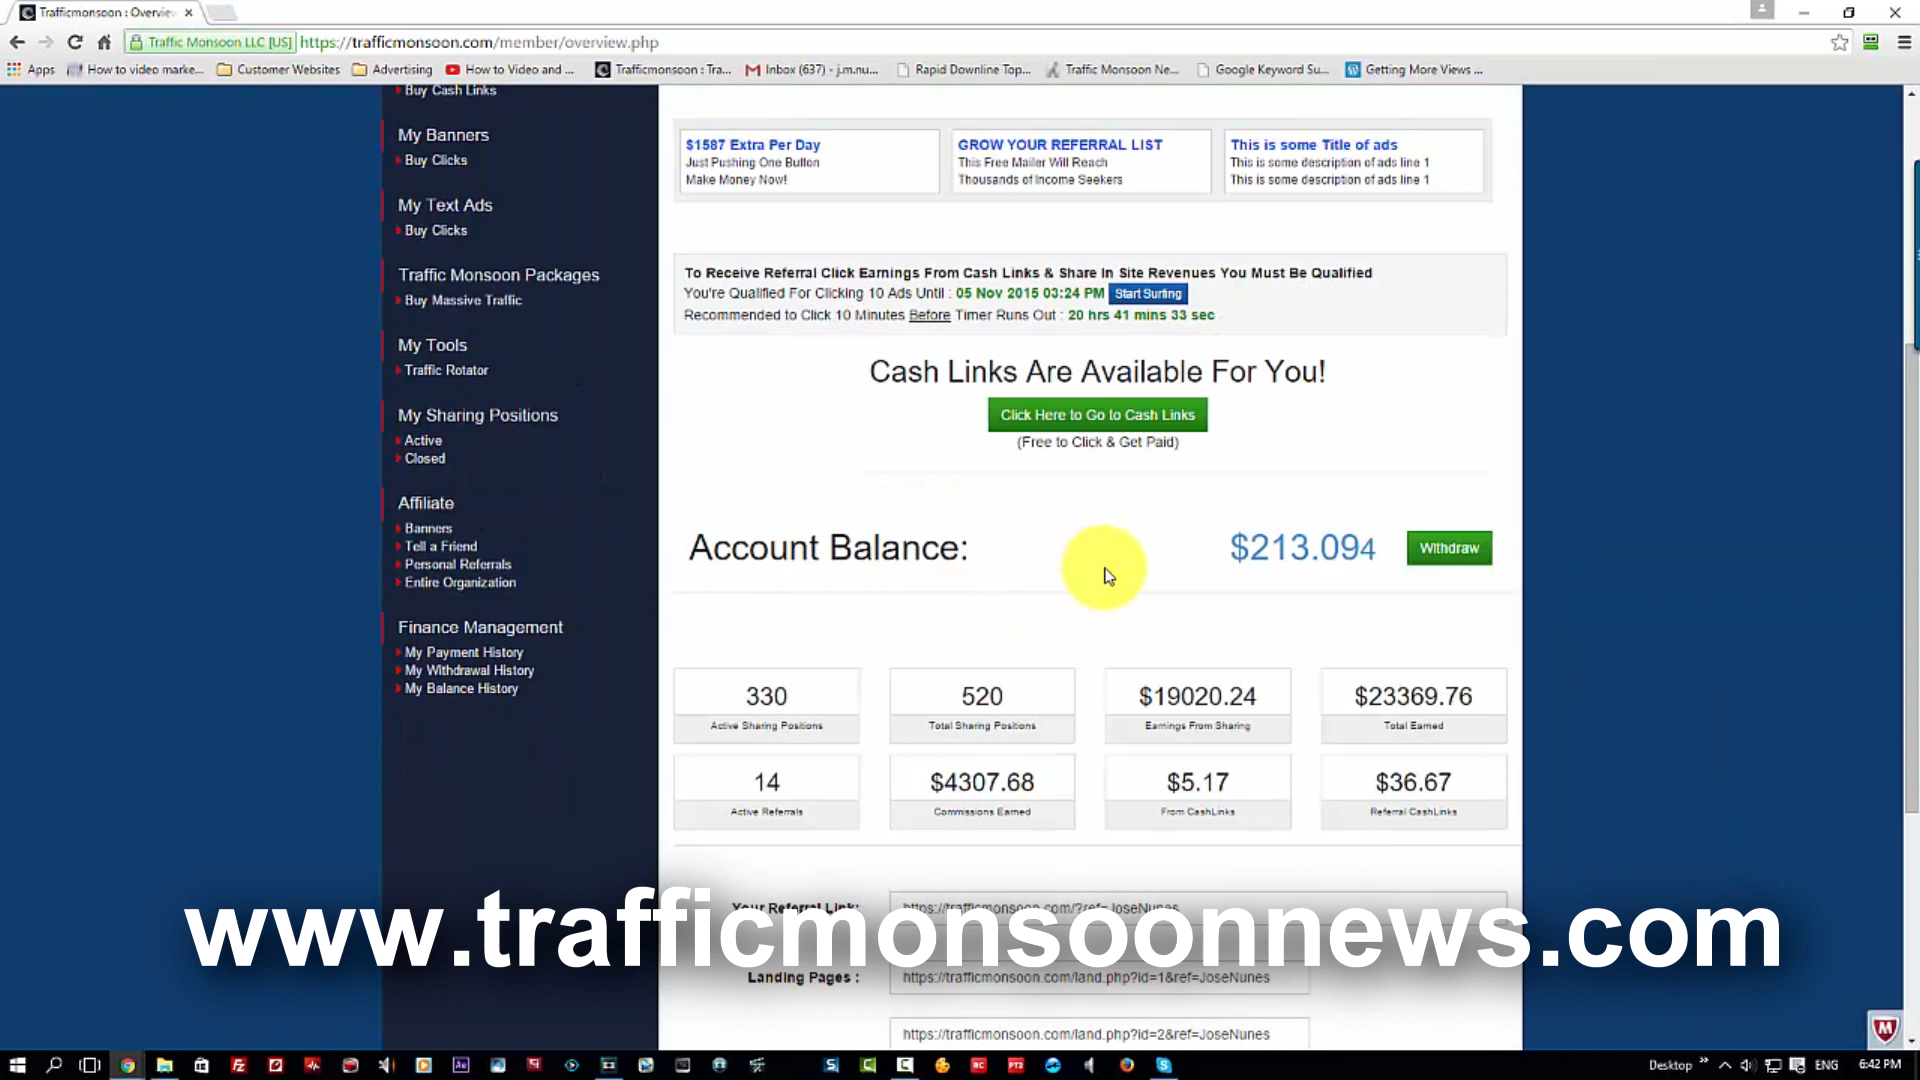 Trafficmonsoon : Overvie
Traffic Monsoon LLC [US]
https://trafficmonsoon.com/member/overview.php
Apps
How to video marke...
Customer Websites
Advertising
How to Video and ...
Trafficmonsoon : Tra...
Inbox (637) - j.m.nu...
Rapid Downline Top...
Traffic Monsoon Ne...
Google Keyword Su...
Getting More Views ...
Buy Cash Links
My Banners
Buy Clicks
My Text Ads
Buy Clicks
Traffic Monsoon Packages
Buy Massive Traffic
My Tools
Traffic Rotator
My Sharing Positions
Active
Closed
Affiliate
Banners
Tell a Friend
Personal Referrals
Entire Organization
Finance Management
My Payment History
My Withdrawal History
My Balance History
$1587 Extra Per Day
Just Pushing One Button
Make Money Now!
GROW YOUR REFERRAL LIST
This Free Mailer Will Reach
Thousands of Income Seekers
This is some Title of ads
This is some description of ads line 1
This is some description of ads line 1
To Receive Referral Click Earnings From Cash Links & Share In Site Revenues You Must Be Qualified
You're Qualified For Clicking 10 Ads Until : 05 Nov 2015 03:24 PM Start Surfing
Recommended to Click 10 Minutes Before Timer Runs Out : 20 hrs 41 mins 33 sec
Cash Links Are Available For You!
Click Here to Go to Cash Links
(Free to Click & Get Paid)
Account Balance: $213.094 Withdraw
330
Active Sharing Positions
520
Total Sharing Positions
$19020.24
Earnings From Sharing
$23369.76
Total Earned
14
Active Referrals
$4307.68
Commissions Earned
$5.17
From CashLinks
$36.67
Referral CashLinks
Your Referral Link: https://trafficmonsoon.com/?ref=JoseNunes
www.trafficmonsoonnews.com
Landing Pages : https://trafficmonsoon.com/land.php?id=1&ref=JoseNunes
https://trafficmonsoon.com/land.php?id=2&ref=JoseNunes
Desktop
ENG
6:42 PM